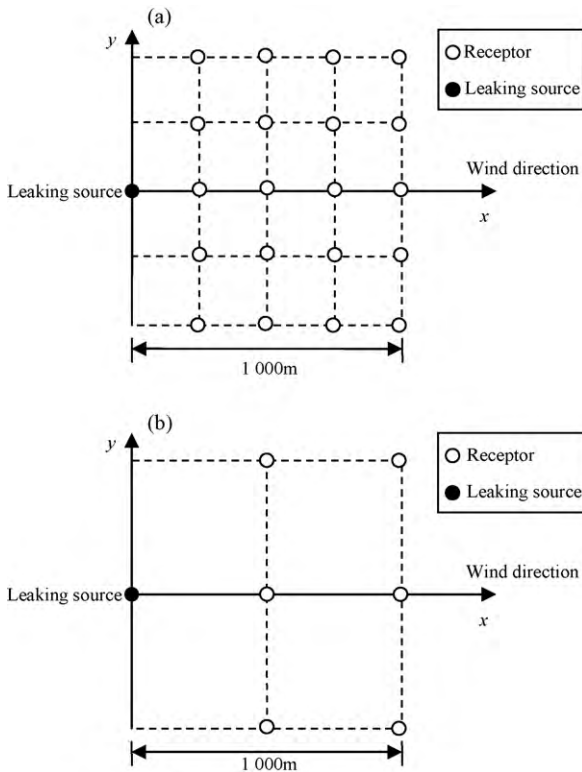 (a)
y
Receptor
Leaking source
Wind direction
Leaking source
x
1 000m
(b)
y
Receptor
Leaking source
Wind direction
Leaking source
x
1 000m